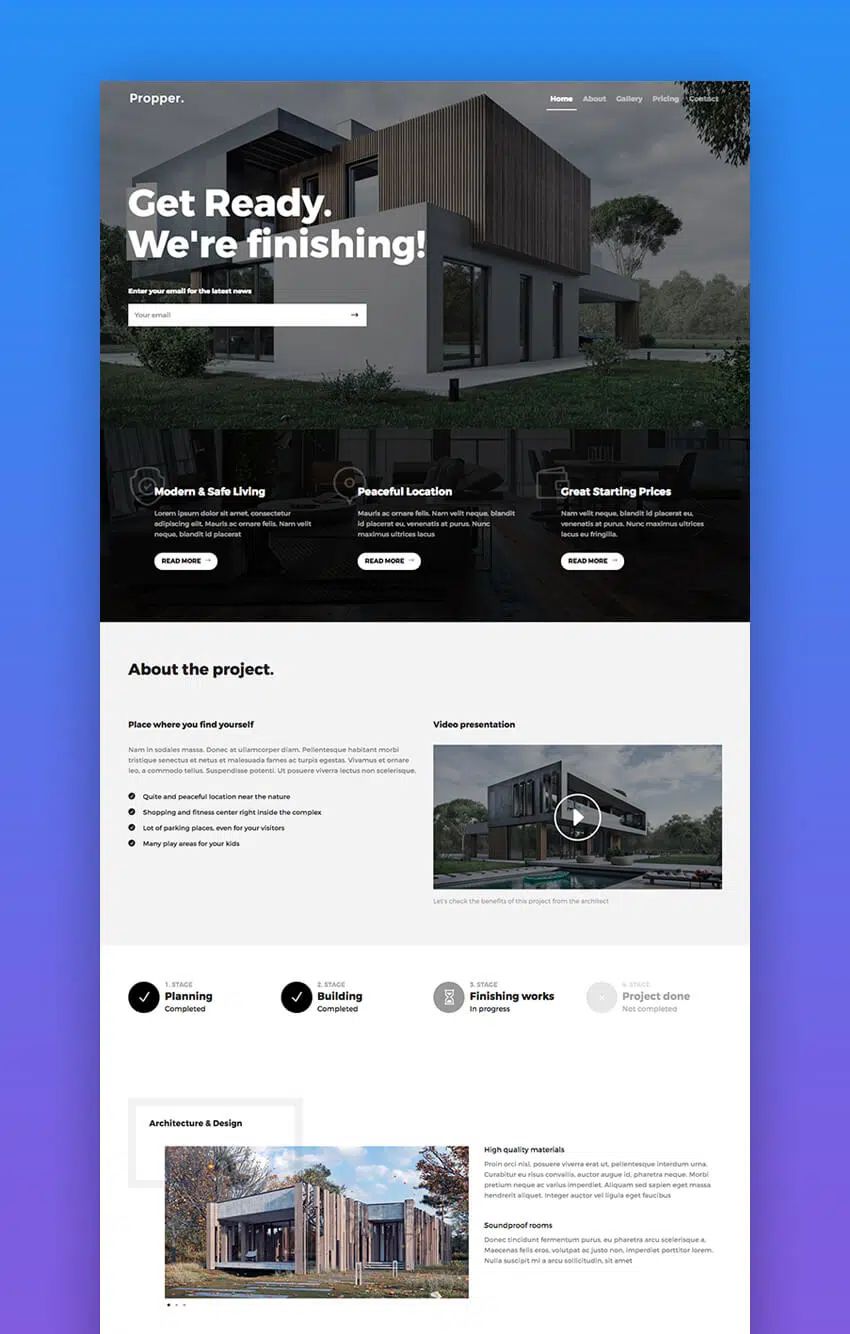 Propper.
Home About Gallery Pricing Contact
Get Ready.
We're finishing!
Enter your email for the latest news
Your email
Modern & Safe Living
Lorem ipsum dolor sit amet, consectetur
adipiscing elit. Mauris ac ornare felis. Nam velit
neque, blandit id placerat
READ MORE
Peaceful Location
Mauris ac ornare felis. Nam velit neque, blandit
id placerat eu, venenatis at purus. Nunc
maximus ultrices lacus
READ MORE
Great Starting Prices
Nam velit neque, blandit id placerat eu,
venenatis at purus. Nunc maximus ultrices
lacus eu fringilla.
READ MORE
About the project.
Place where you find yourself
Nam in sodales massa. Donec at ullamcorper diam. Pellentesque habitant morbi
tristique senectus et netus et malesuada fames ac turpis egestas. Vivamus et ornare
leo, a commodo tellus. Suspendisse potenti. Ut posuere viverra lectus non scelerisque.
Quite and peaceful location near the nature
Shopping and fitness center right inside the complex
Lot of parking places, even for your visitors
Many play areas for your kids
Video presentation
Let's check the benefits of this project from the architect
1. STAGE
Planning
Completed
2. STAGE
Building
Completed
3. STAGE
Finishing works
In progress
4. STAGE
Project done
Not completed
Architecture & Design
High quality materials
Proin orci nisl, posuere viverra erat ut, pellentesque interdum urna.
Curabitur eu risus convallis, auctor augue id, pharetra neque. Morbi
pretium neque ac varius imperdiet. Aliquam sed sapien eget massa
hendrerit aliquet. Integer auctor vel ligula eget faucibus
Soundproof rooms
Donec tincidunt fermentum purus, eu pharetra arcu scelerisque a.
Maecenas felis eros, volutpat ac justo non, imperdiet porttitor lorem.
Nulla suscipit mi a arcu sollicitudin, sit amet